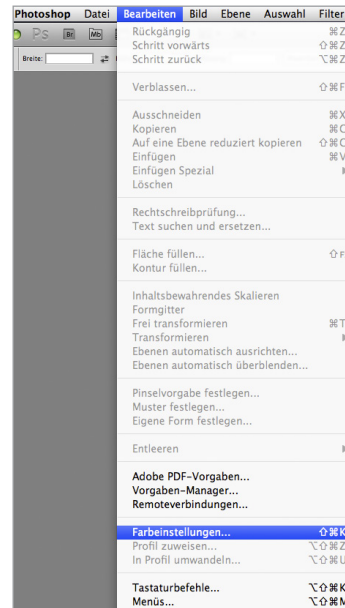 Photoshop Datei Bearbeiten Bild Ebene Auswahl Filter
PS Br Mb
Breite:
Rückgängig ⌘Z
Schritt vorwärts ⇧⌘Z
Schritt zurück ⌥⌘Z
Verblassen... ⇧⌘F
Ausschneiden ⌘X
Kopieren ⌘C
Auf eine Ebene reduziert kopieren ⇧⌘C
Einfügen ⌘V
Einfügen Spezial
Löschen
Rechtschreibprüfung...
Text suchen und ersetzen...
Fläche füllen... ⇧F
Kontur füllen...
Inhaltsbewahrendes Skalieren
Formgitter
Frei transformieren ⌘T
Transformieren
Ebenen automatisch ausrichten...
Ebenen automatisch überblenden...
Pinselvorgabe festlegen...
Muster festlegen...
Eigene Form festlegen...
Entleeren
Adobe PDF-Vorgaben...
Vorgaben-Manager...
Remoteverbindungen...
Farbeinstellungen... ⇧⌘K
Profil zuweisen... ⌥⇧⌘Z
In Profil umwandeln... ⌥⇧⌘U
Tastaturbefehle... ⌥⇧⌘K
Menüs... ⌥⇧⌘M